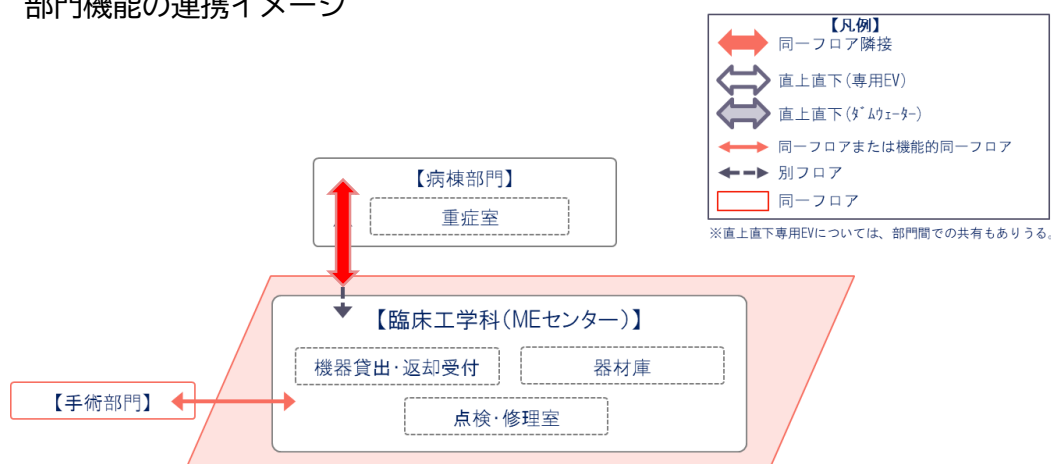 部門機能の連携イメージ
【凡例】
同一フロア隣接
直上直下(専用EV)
直上直下(ﾀﾞﾑｳｪｰﾀｰ)
同一フロアまたは機能的同一フロア
別フロア
同一フロア
※直上直下専用EVについては、部門間での共有もありうる。
【病棟部門】
重症室
【臨床工学科(MEセンター)】
機器貸出・返却受付
器材庫
【手術部門】
点検・修理室